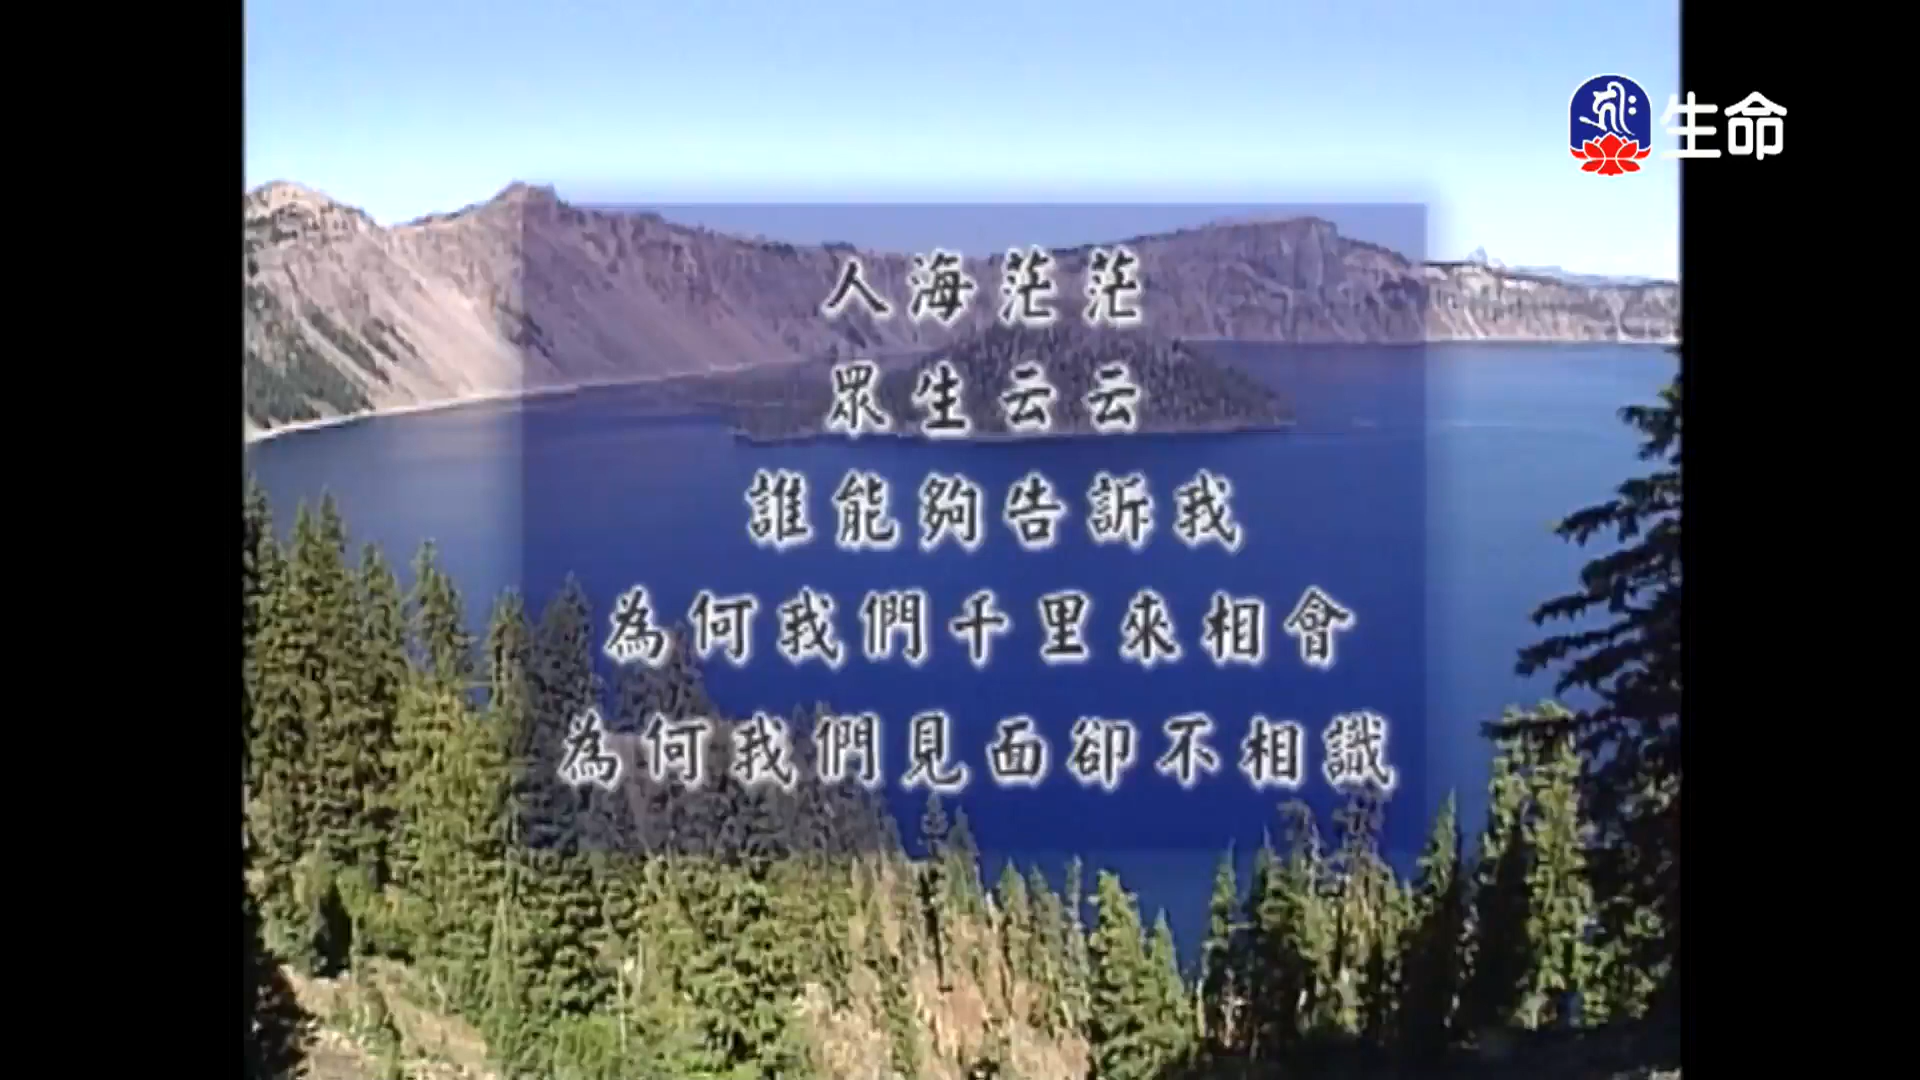 生命
人海茫茫
眾生云云
誰能夠告訴我
為何我們千里來相會
為何我們見面卻不相識